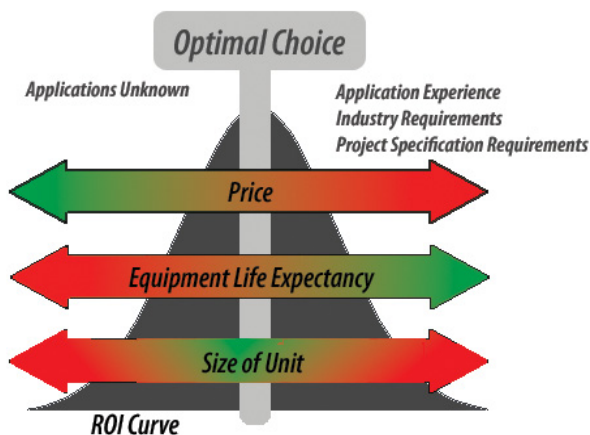 Optimal Choice
Applications Unknown
Application Experience
Industry Requirements
Project Specification Requirements
Price
Equipment Life Expectancy
Size of Unit
ROI Curve